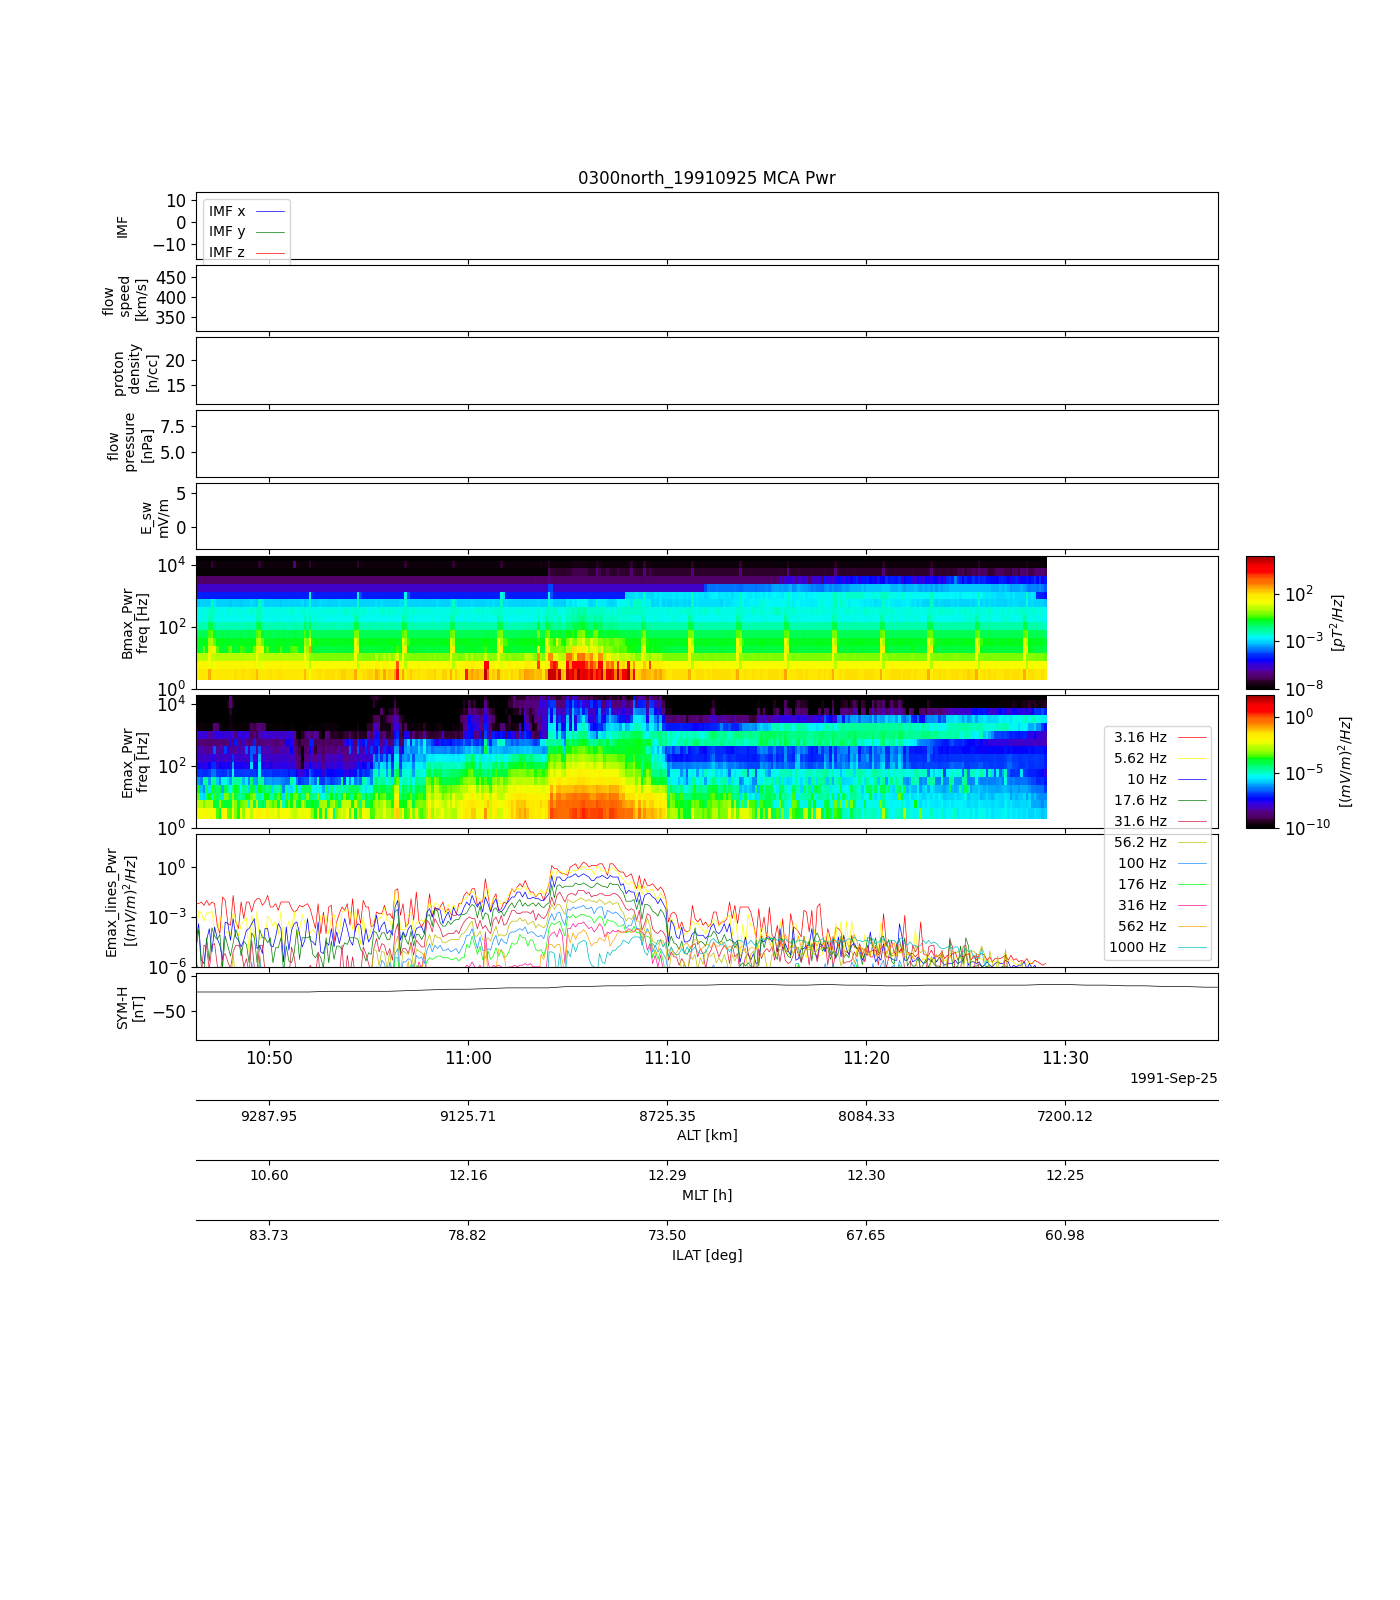 0300north_19910925 MCA Pwr
10
0
−10
IMF
IMF x
IMF y
IMF z
450
400
350
flow
speed
[km/s]
20
15
proton
density
[n/cc]
7.5
5.0
flow
pressure
[nPa]
5
0
E_sw
mV/m
10^4
10^2
10^0
Bmax_Pwr
freq [Hz]
10^2
10^−3
10^−8
[pT^2/Hz]
10^4
10^2
10^0
Emax_Pwr
freq [Hz]
10^0
10^−5
10^−10
[(mV/m)^2/Hz]
3.16 Hz
5.62 Hz
10 Hz
17.6 Hz
31.6 Hz
56.2 Hz
100 Hz
176 Hz
316 Hz
562 Hz
1000 Hz
10^0
10^−3
10^−6
Emax_lines_Pwr
[(mV/m)^2/Hz]
0
−50
SYM-H
[nT]
10:50 11:00 11:10 11:20 11:30
1991-Sep-25
9287.95 9125.71 8725.35 8084.33 7200.12
ALT [km]
10.60 12.16 12.29 12.30 12.25
MLT [h]
83.73 78.82 73.50 67.65 60.98
ILAT [deg]